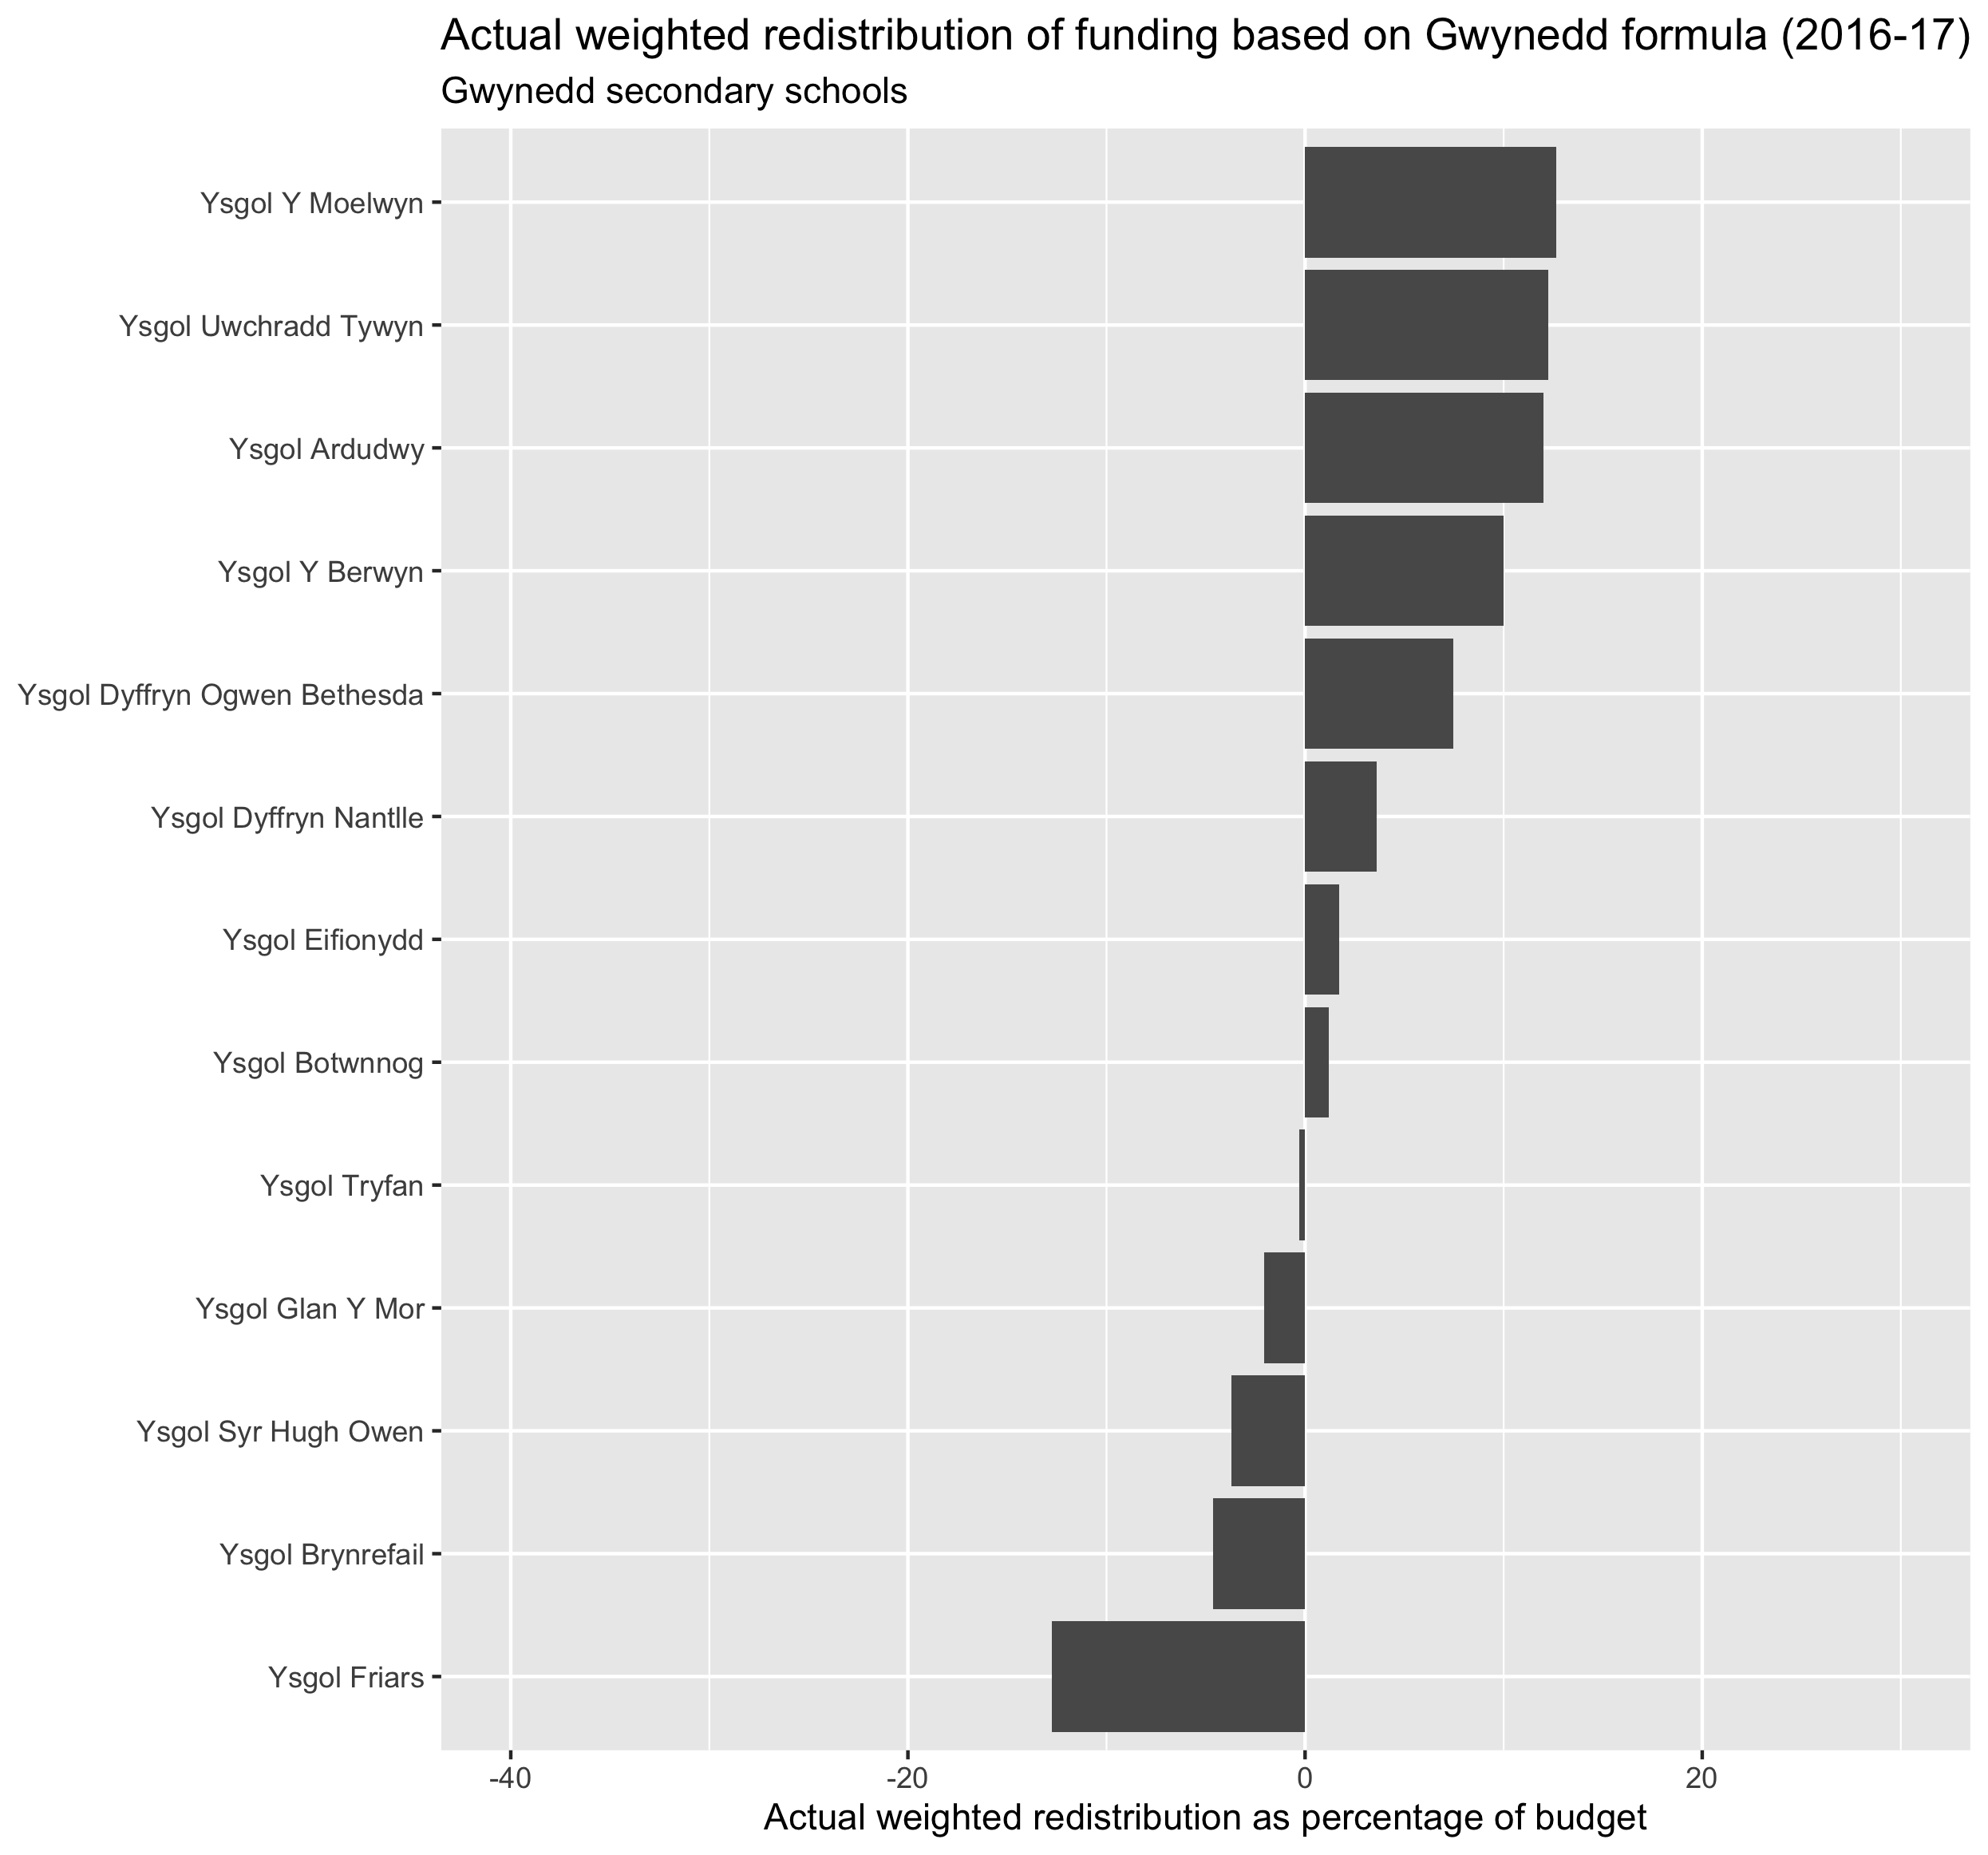 Actual weighted redistribution of funding based on Gwynedd formula (2016-17)
Gwynedd secondary schools
Ysgol Y Moelwyn
Ysgol Uwchradd Tywyn
Ysgol Ardudwy
Ysgol Y Berwyn
Ysgol Dyffryn Ogwen Bethesda
Ysgol Dyffryn Nantlle
Ysgol Eifionydd
Ysgol Botwnnog
Ysgol Tryfan
Ysgol Glan Y Mor
Ysgol Syr Hugh Owen
Ysgol Brynrefail
Ysgol Friars
-40 -20 0 20
Actual weighted redistribution as percentage of budget